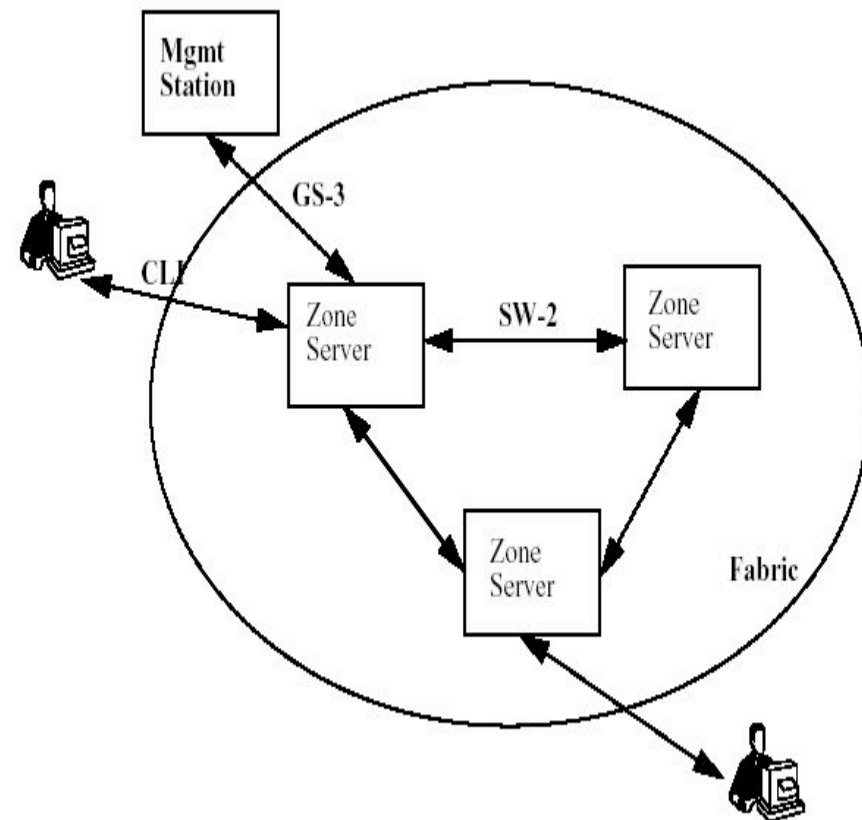 Mgmt
Station
GS-3
CLI
Zone
Server
SW-2
Zone
Server
Zone
Server
Fabric